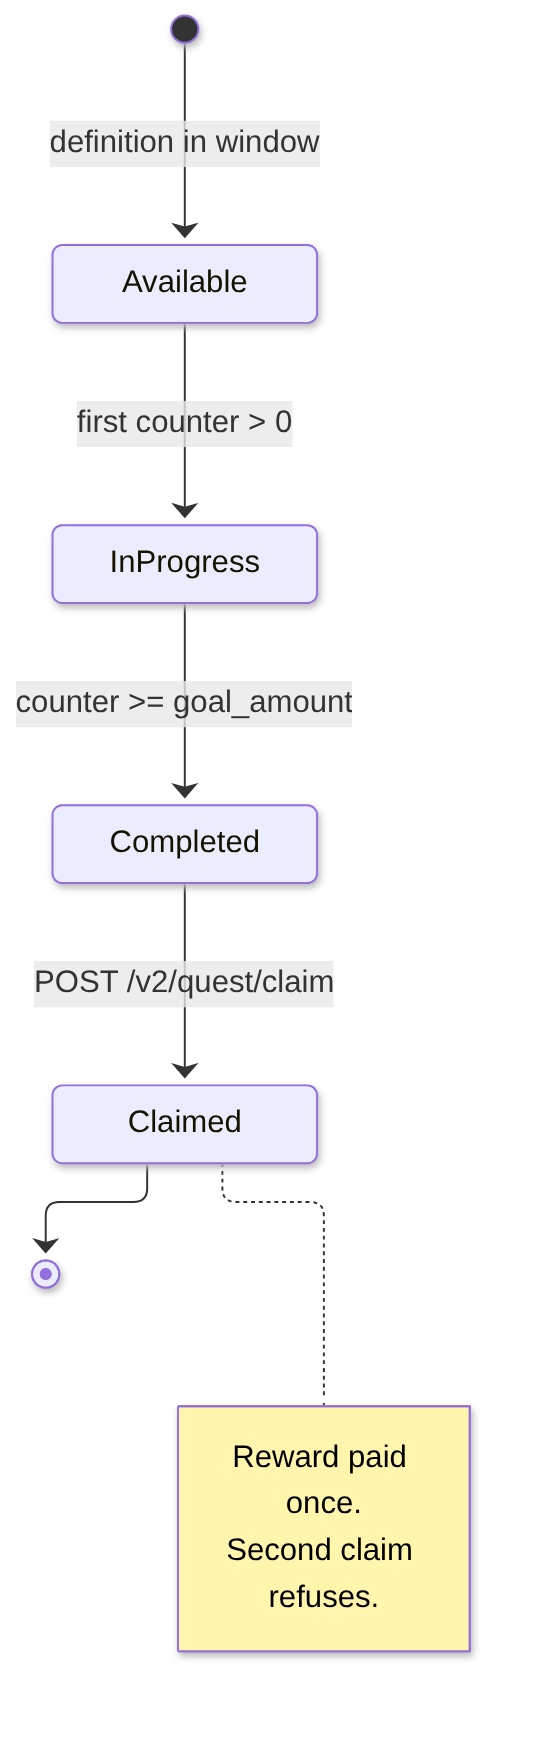 definition in window
Available
first counter > 0
InProgress
counter >= goal_amount
Completed
POST /v2/quest/claim
Claimed
Reward paid
once.
Second claim
refuses.